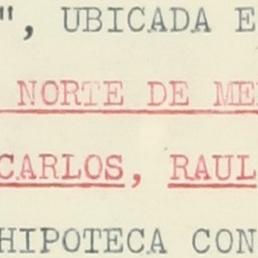 ", UBICADA E
NORTE DE ME
CARLOS, RAUL
HIPOTECA CON